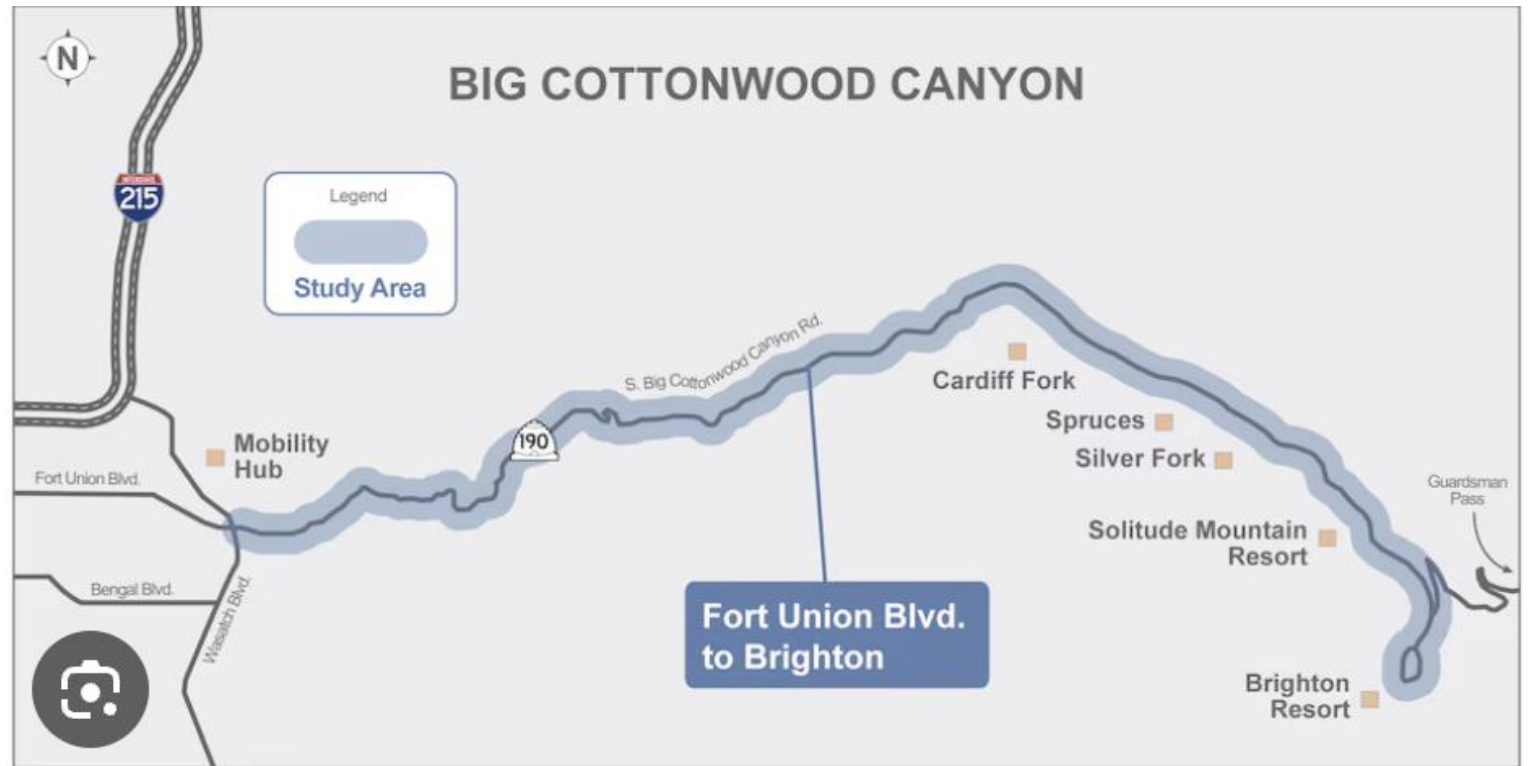 N
BIG COTTONWOOD CANYON
INTERSTATE
215
Legend
Study Area
S. Big Cottonwood Canyon Rd.
Cardiff Fork
Spruces
190
Mobility
Hub
Silver Fork
Fort Union Blvd.
Guardsman
Pass
Solitude Mountain
Resort
Bengal Blvd.
Wasatch Blvd.
Fort Union Blvd.
to Brighton
Brighton
Resort